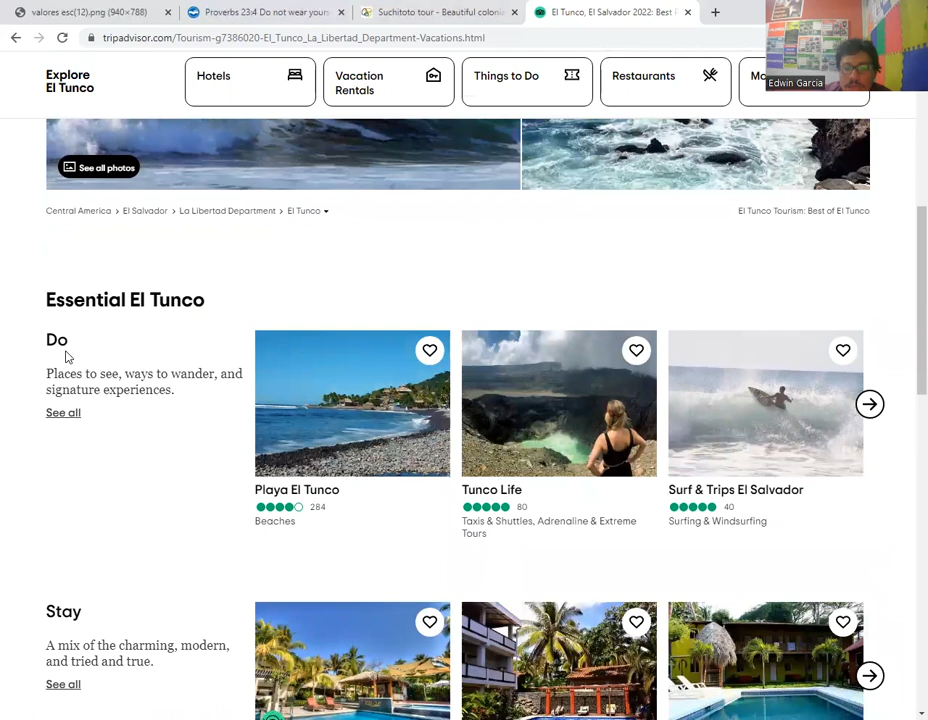 valores esc(12).png (940×788)
Proverbs 23:4 Do not wear yours
Suchitoto tour - Beautiful colonia
El Tunco, El Salvador 2022: Best
tripadvisor.com/Tourism-g7386020-El_Tunco_La_Libertad_Department-Vacations.html
Edwin Garcia
Explore
El Tunco
Hotels
Vacation
Rentals
Things to Do
Restaurants
See all photos
Central America > El Salvador > La Libertad Department > El Tunco
El Tunco Tourism: Best of El Tunco
Essential El Tunco
Do
Places to see, ways to wander, and
signature experiences.
See all
Playa El Tunco
284
Beaches
Tunco Life
80
Taxis & Shuttles, Adrenaline & Extreme
Tours
Surf & Trips El Salvador
40
Surfing & Windsurfing
Stay
A mix of the charming, modern,
and tried and true.
See all